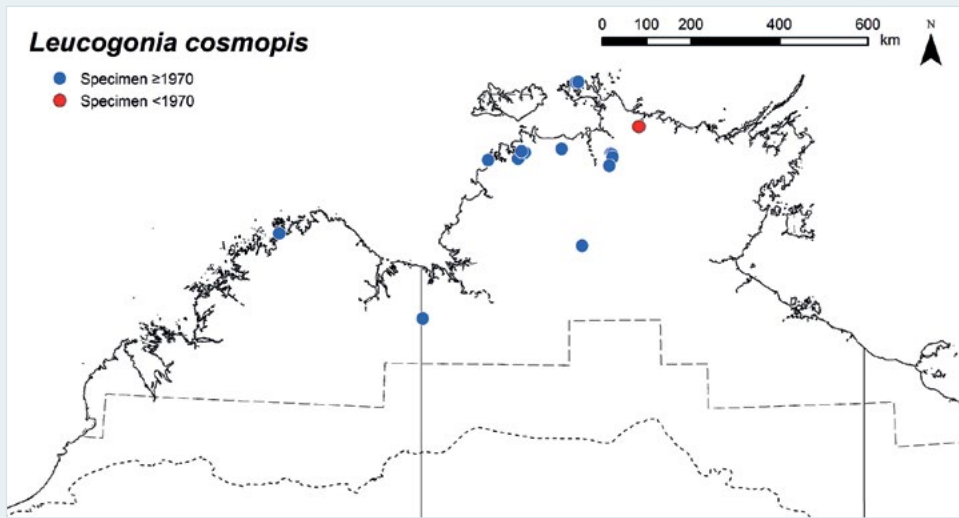 Leucogonia cosmopis
Specimen ≥1970
Specimen <1970
0 100 200 400 600
km
N